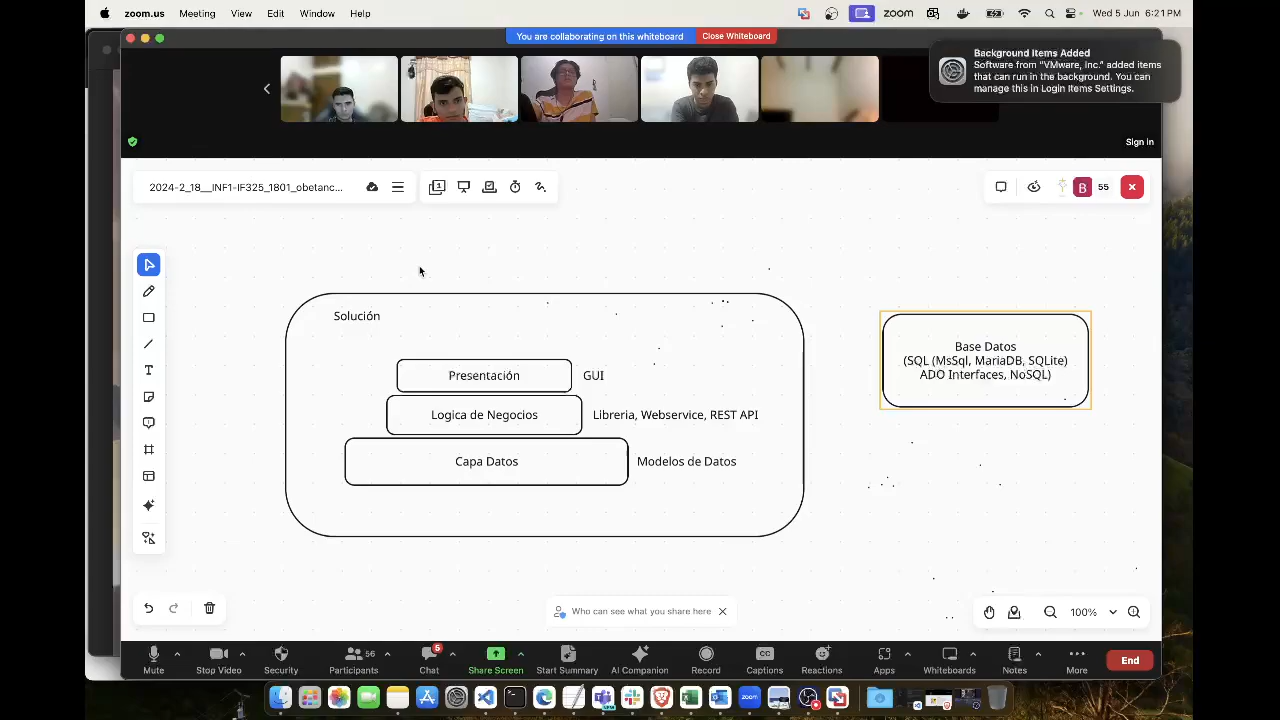 zoom.us Meeting View Edit Window Help
zoom Wed 5 Jun 6:21 PM
You are collaborating on this whiteboard Close Whiteboard
Background Items Added
Software from "VMware, Inc." added items
that can run in the background. You can
manage this in Login Items Settings.
Sign in
2024-2_18__INF1-IF325_1801_obetanc...
B 55
Solución
Presentación GUI
Logica de Negocios Libreria, Webservice, REST API
Capa Datos Modelos de Datos
Base Datos
(SQL (MsSql, MariaDB, SQLite)
ADO Interfaces, NoSQL)
Who can see what you share here
100%
56
5
Mute Stop Video Security Participants Chat Share Screen Start Summary AI Companion Record Captions Reactions Apps Whiteboards Notes More End
zoom